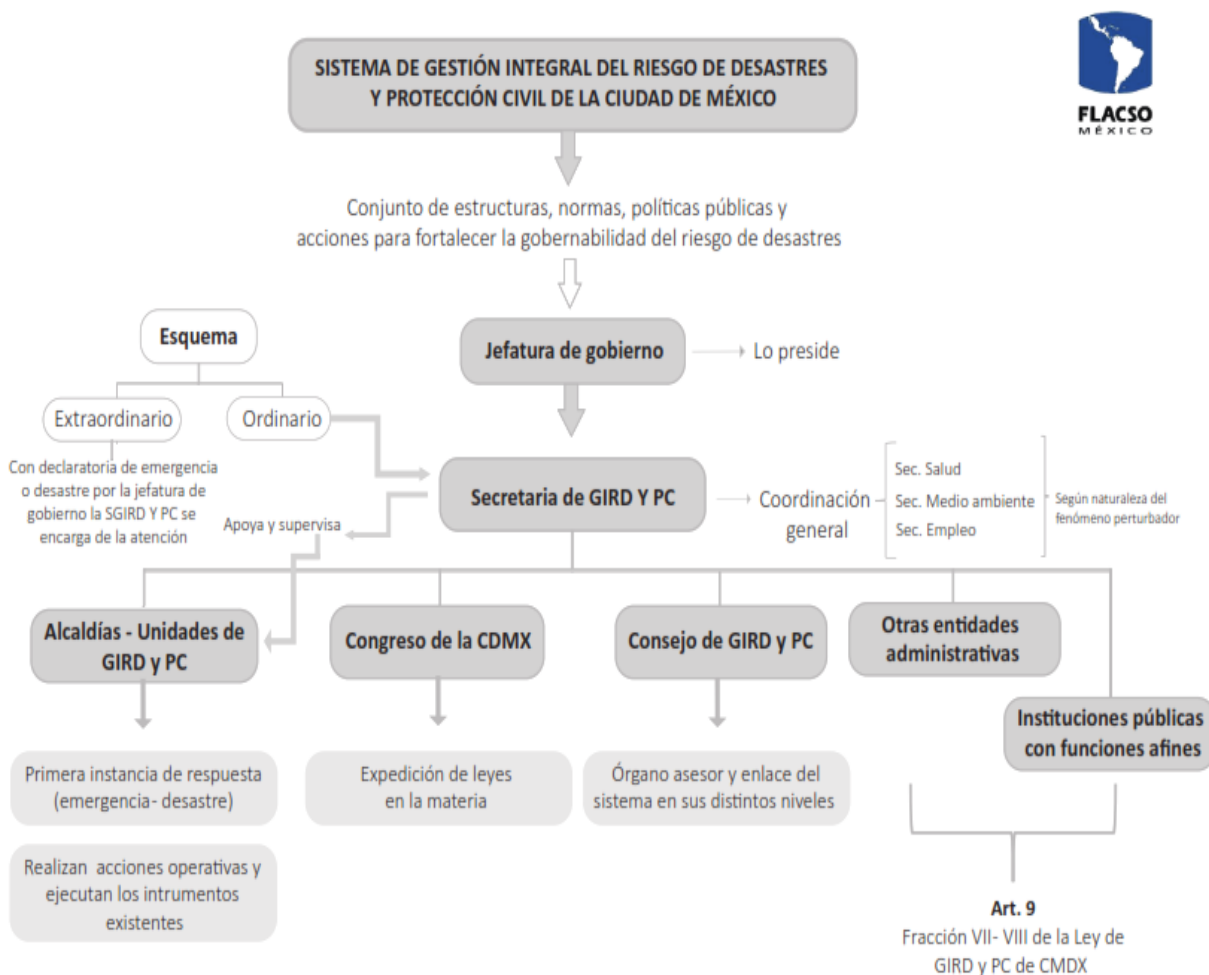 SISTEMA DE GESTIÓN INTEGRAL DEL RIESGO DE DESASTRES
Y PROTECCIÓN CIVIL DE LA CIUDAD DE MÉXICO
FLACSO
MÉXICO
Conjunto de estructuras, normas, políticas públicas y
acciones para fortalecer la gobernabilidad del riesgo de desastres
Esquema
Jefatura de gobierno
Lo preside
Extraordinario
Ordinario
Con declaratoria de emergencia
o desastre por la jefatura de
gobierno la SGIRD Y PC se
encarga de la atención
Apoya y supervisa
Secretaria de GIRD Y PC
Coordinación
general
Sec. Salud
Sec. Medio ambiente
Sec. Empleo
Según naturaleza del
fenómeno perturbador
Alcaldías - Unidades de
GIRD y PC
Congreso de la CDMX
Consejo de GIRD y PC
Otras entidades
administrativas
Instituciones públicas
con funciones afines
Primera instancia de respuesta
(emergencia- desastre)
Expedición de leyes
en la materia
Órgano asesor y enlace del
sistema en sus distintos niveles
Realizan acciones operativas y
ejecutan los intrumentos
existentes
Art. 9
Fracción VII- VIII de la Ley de
GIRD y PC de CMDX